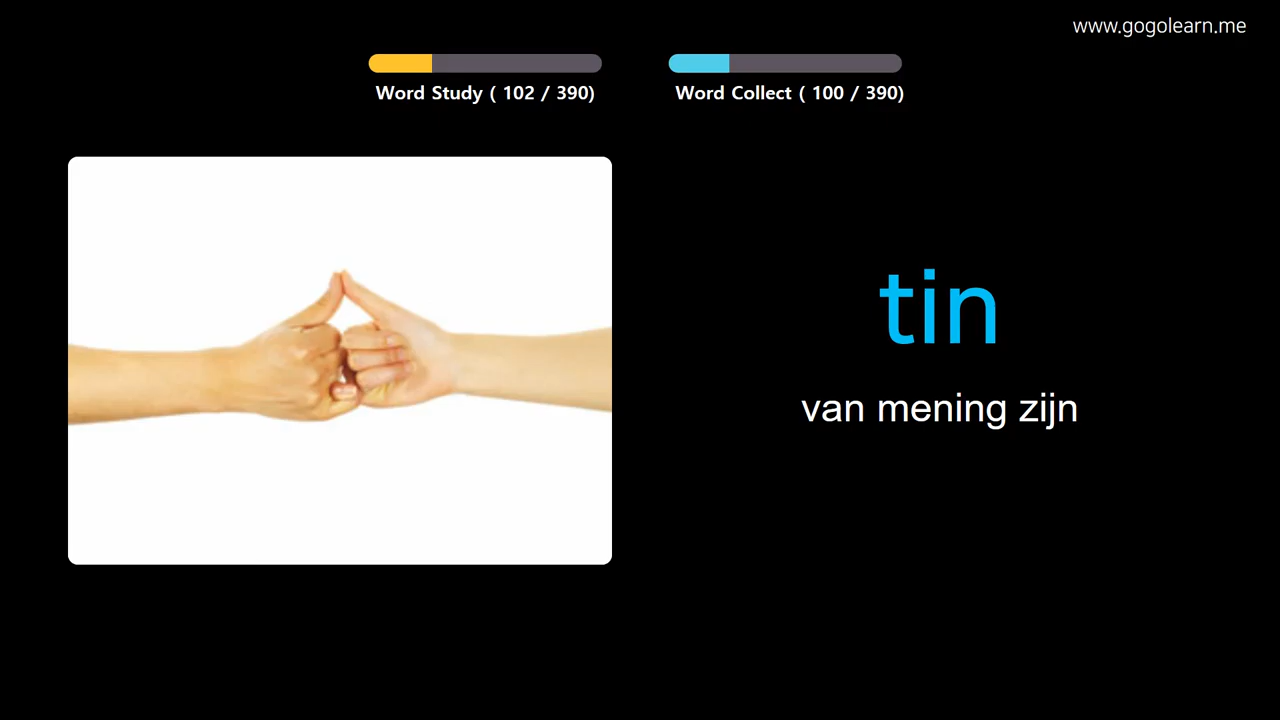 www.gogolearn.me
Word Study ( 102 / 390)
Word Collect ( 100 / 390)
tin
van mening zijn